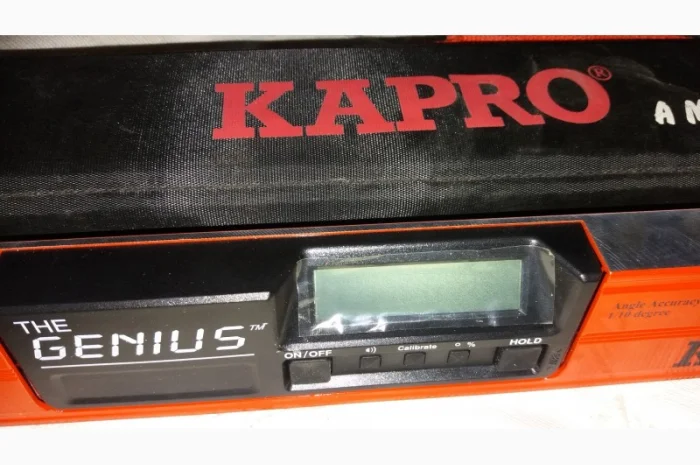 KAPRO®
THE
GENIUS™
ON/OFF
Calibrate
° %
HOLD
Angle Accuracy
1/10 degree